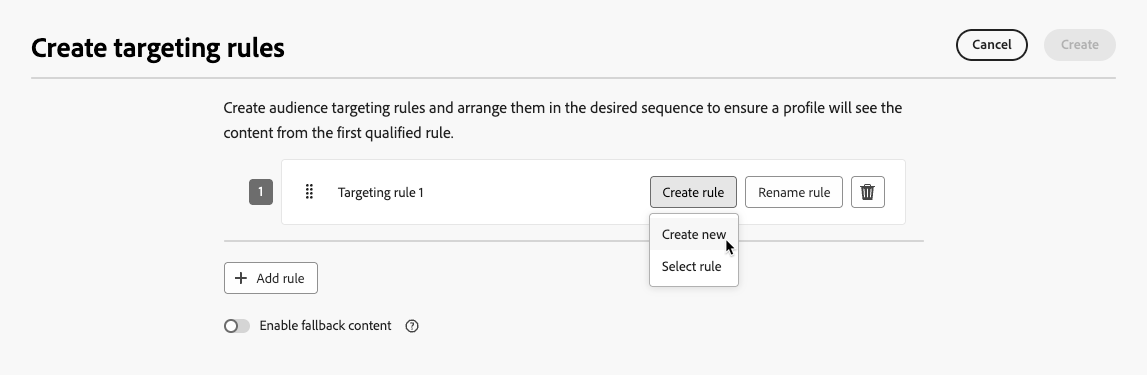 Create targeting rules
Cancel
Create
Create audience targeting rules and arrange them in the desired sequence to ensure a profile will see the
content from the first qualified rule.
1
Targeting rule 1
Create rule
Rename rule
Create new
Select rule
Add rule
Enable fallback content